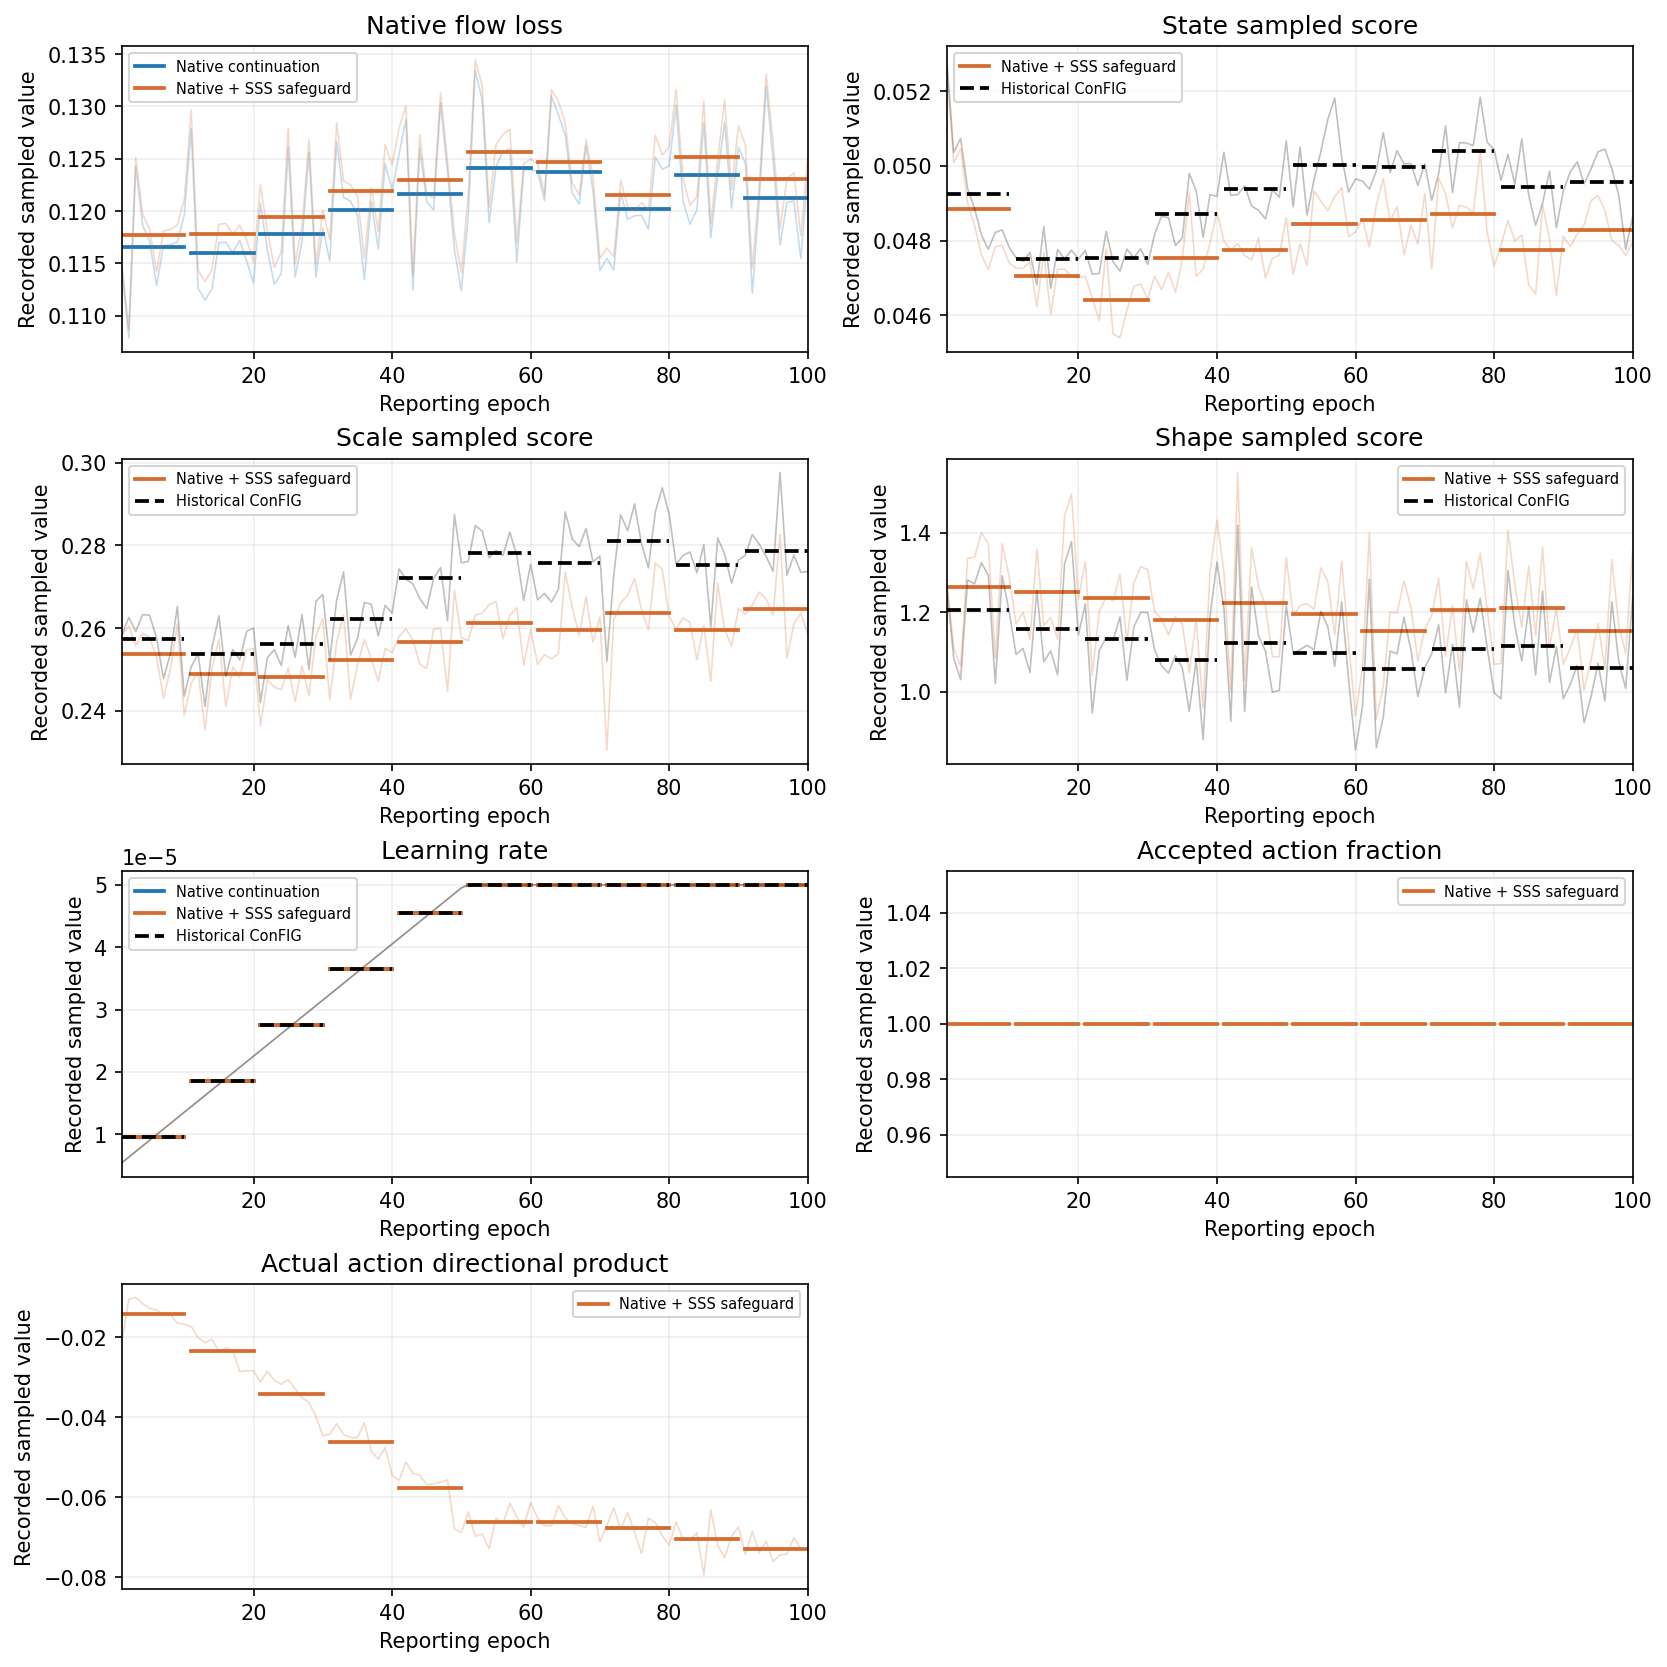 Native flow loss
Recorded sampled value
0.135
0.130
0.125
0.120
0.115
0.110
Native continuation
Native + SSS safeguard
20 40 60 80 100
Reporting epoch
State sampled score
Recorded sampled value
0.052
0.050
0.048
0.046
Native + SSS safeguard
Historical ConFIG
20 40 60 80 100
Reporting epoch
Scale sampled score
Recorded sampled value
0.30
0.28
0.26
0.24
Native + SSS safeguard
Historical ConFIG
20 40 60 80 100
Reporting epoch
Shape sampled score
Recorded sampled value
1.4
1.2
1.0
Native + SSS safeguard
Historical ConFIG
20 40 60 80 100
Reporting epoch
Learning rate
1e−5
Recorded sampled value
5
4
3
2
1
Native continuation
Native + SSS safeguard
Historical ConFIG
20 40 60 80 100
Reporting epoch
Accepted action fraction
Recorded sampled value
1.04
1.02
1.00
0.98
0.96
Native + SSS safeguard
20 40 60 80 100
Reporting epoch
Actual action directional product
Recorded sampled value
−0.02
−0.04
−0.06
−0.08
Native + SSS safeguard
20 40 60 80 100
Reporting epoch